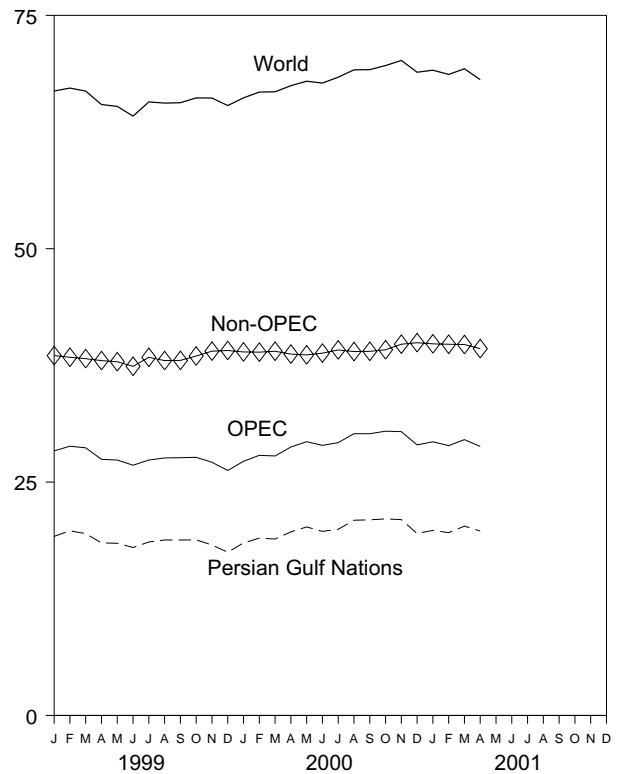 75
World
50
Non-OPEC
OPEC
25
Persian Gulf Nations
0
J F M A M J J A S O N D J F M A M J J A S O N D J F M A M J J A S O N D
1999 2000 2001